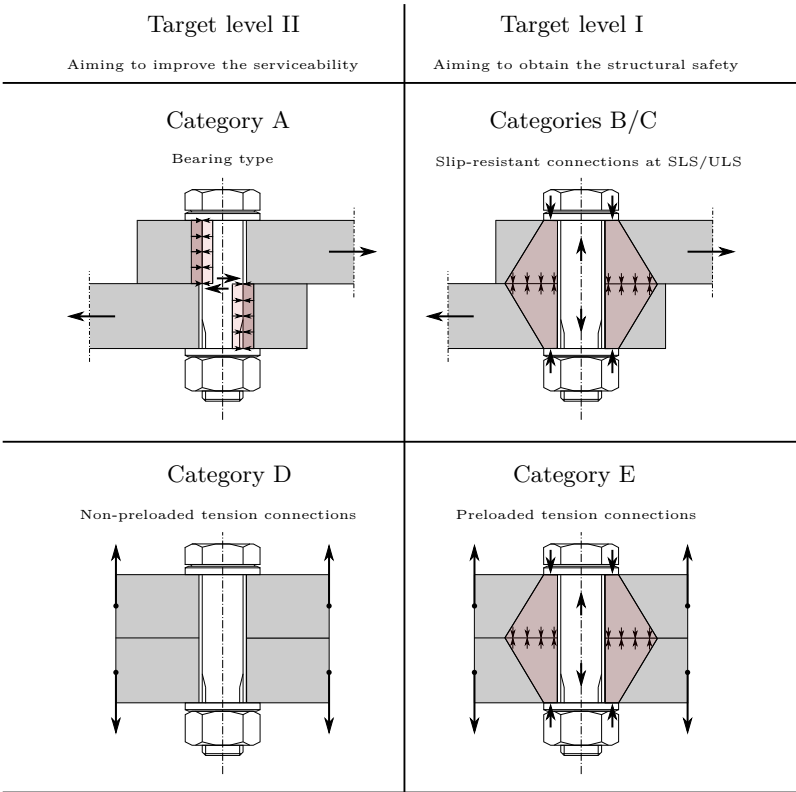 Target level II
Aiming to improve the serviceability
Target level I
Aiming to obtain the structural safety
Category A
Bearing type
Categories B/C
Slip-resistant connections at SLS/ULS
Category D
Non-preloaded tension connections
Category E
Preloaded tension connections